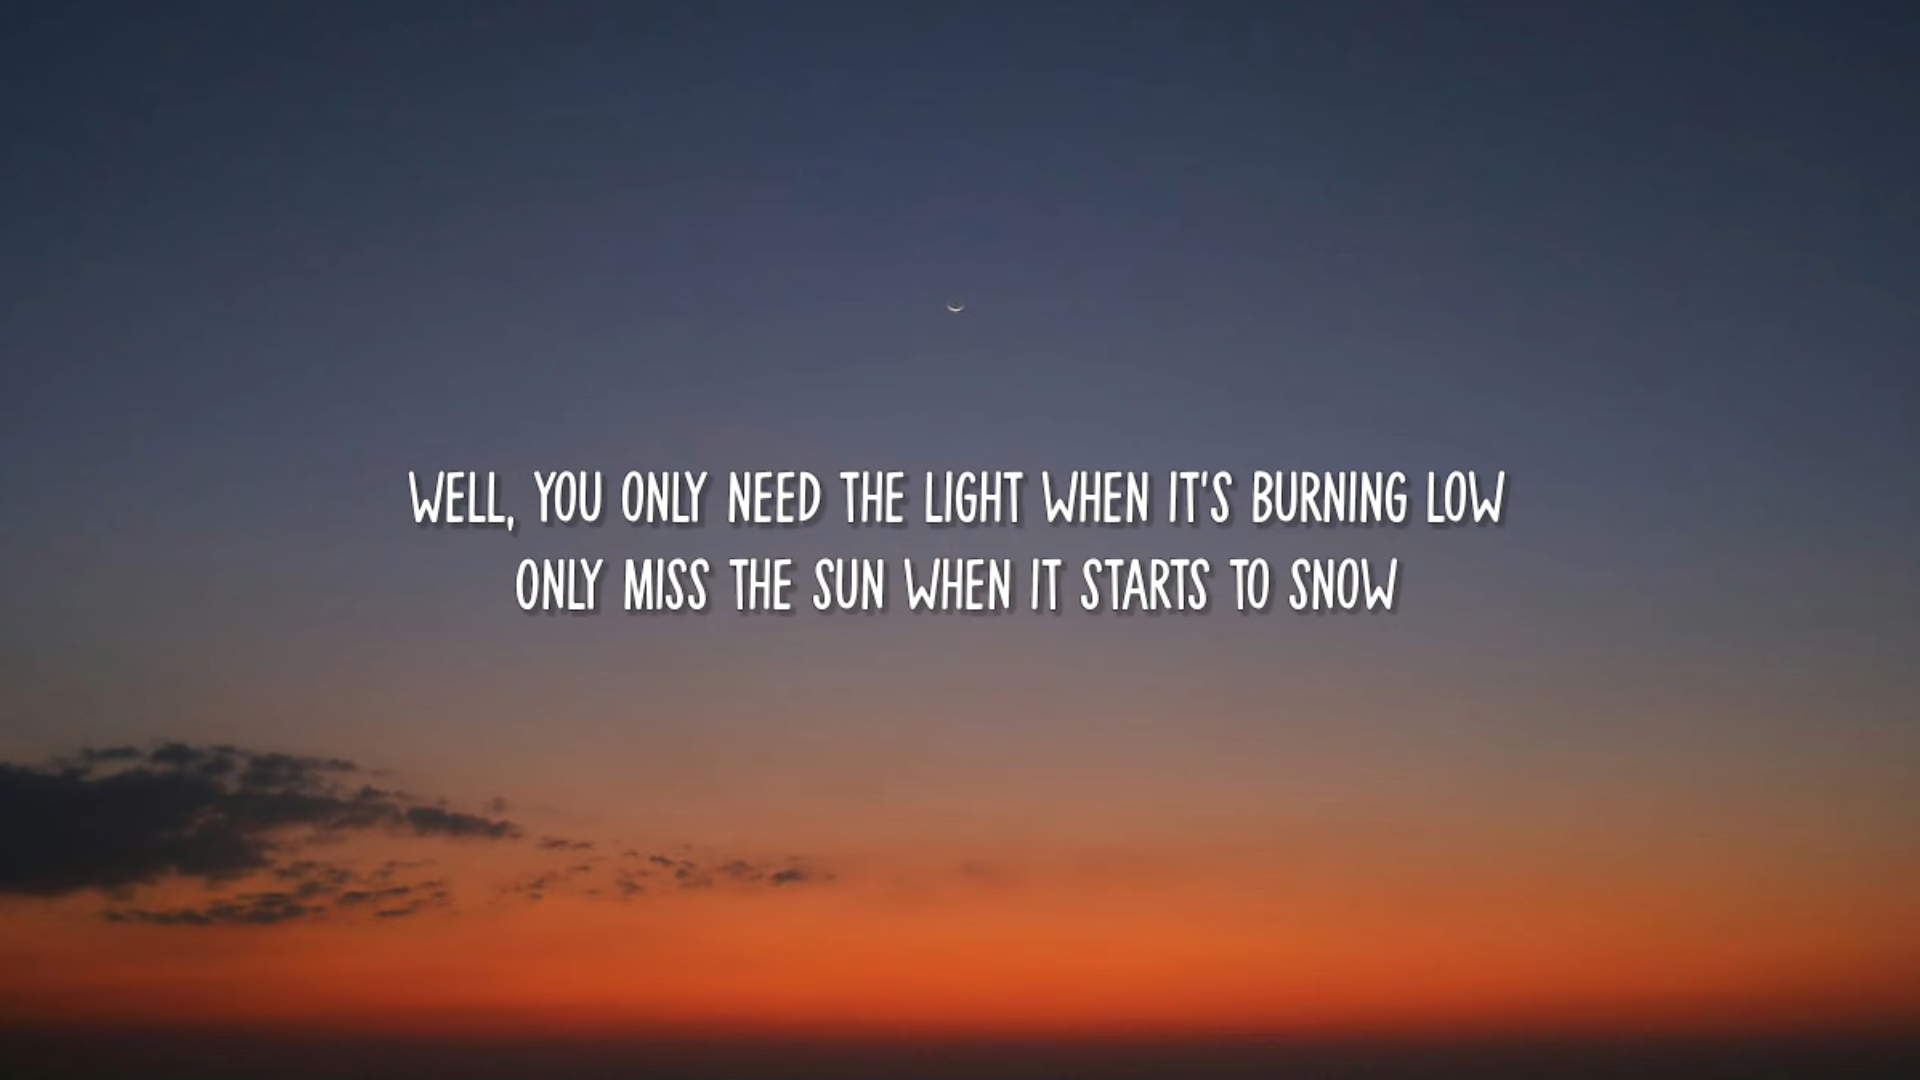 WELL, YOU ONLY NEED THE LIGHT WHEN IT'S BURNING LOW
ONLY MISS THE SUN WHEN IT STARTS TO SNOW